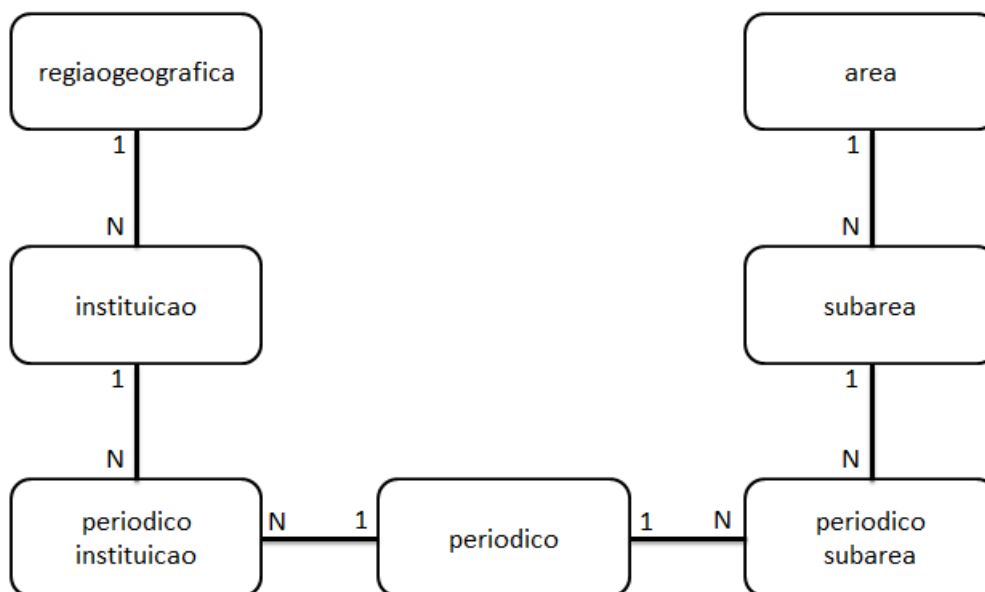 regiaogeografica
area
1
1
N
N
instituicao
subarea
1
1
N
N
periodico
instituicao
N
1
periodico
1
N
periodico
subarea